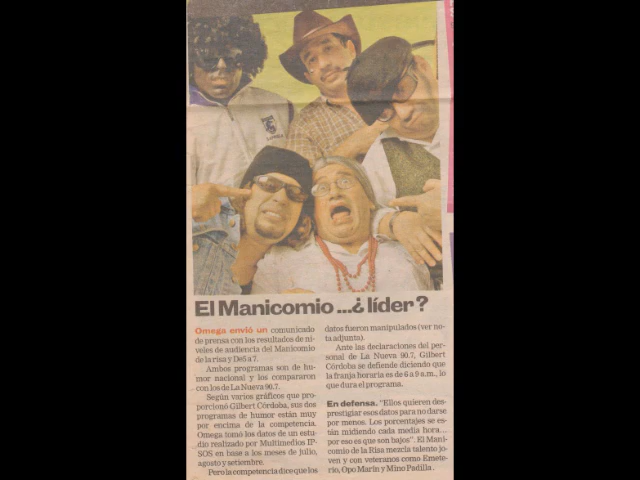 El Manicomio ...¿ líder ?
Omega envió un comunicado
de prensa con los resultados de ni-
veles de audiencia del Manicomio
de la risa y De5 a 7.
Ambos programas son de hu-
mor nacional y los compararon
con los de La Nueva 90.7.
Según varios gráficos que pro-
porcionó Gilbert Córdoba, sus dos
programas de humor están muy
por encima de la competencia.
Omega tomó los datos de un estu-
dio realizado por Multimedios IP-
SOS en base a los meses de julio,
agosto y setiembre.
Pero la competencia dice que los
datos fueron manipulados (ver no-
ta adjunta).
Ante las declaraciones del per-
sonal de La Nueva 90.7, Gilbert
Córdoba se defiende diciendo que
la franja horaria es de 6 a 9 a.m., lo
que dura el programa.
En defensa. "Ellos quieren des-
prestigiar esos datos para no darse
por menos. Los porcentajes se es-
tán midiendo cada media hora...
por eso es que son bajos". El Mani-
comio de la Risa mezcla talento jo-
ven y con veteranos como Emete-
rio, Opo Marín y Mino Padilla.